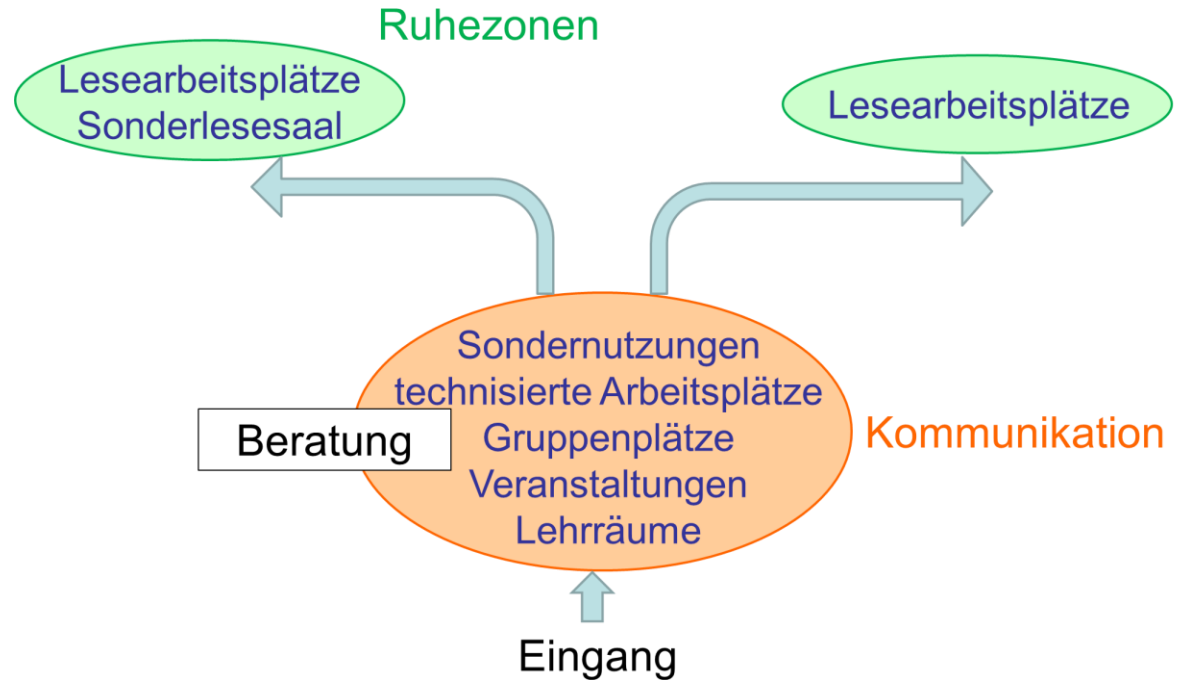 Ruhezonen
Lesearbeitsplätze
Sonderlesesaal
Lesearbeitsplätze
Sondernutzungen
technisierte Arbeitsplätze
Gruppenplätze
Veranstaltungen
Lehrräume
Beratung
Kommunikation
Eingang